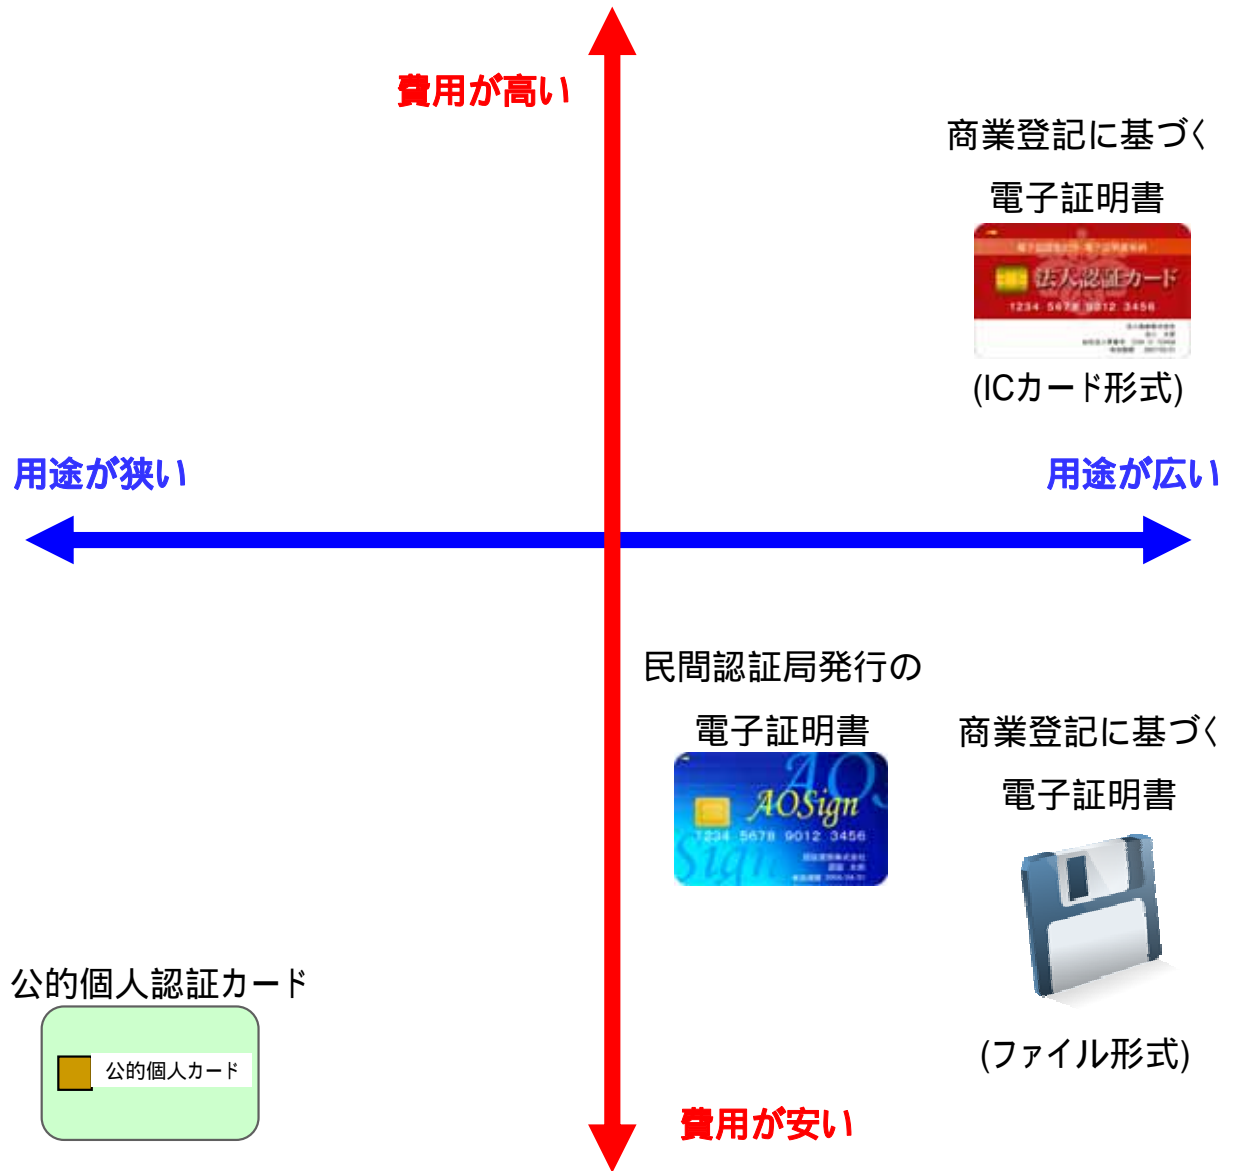 費用が高い
商業登記に基づく
電子証明書
法人認証カード
1234 5678 9012 3456
(ICカード形式)
用途が狭い
用途が広い
民間認証局発行の
電子証明書
AOSign
1234 5678 9012 3456
商業登記に基づく
電子証明書
(ファイル形式)
公的個人認証カード
公的個人カード
費用が安い